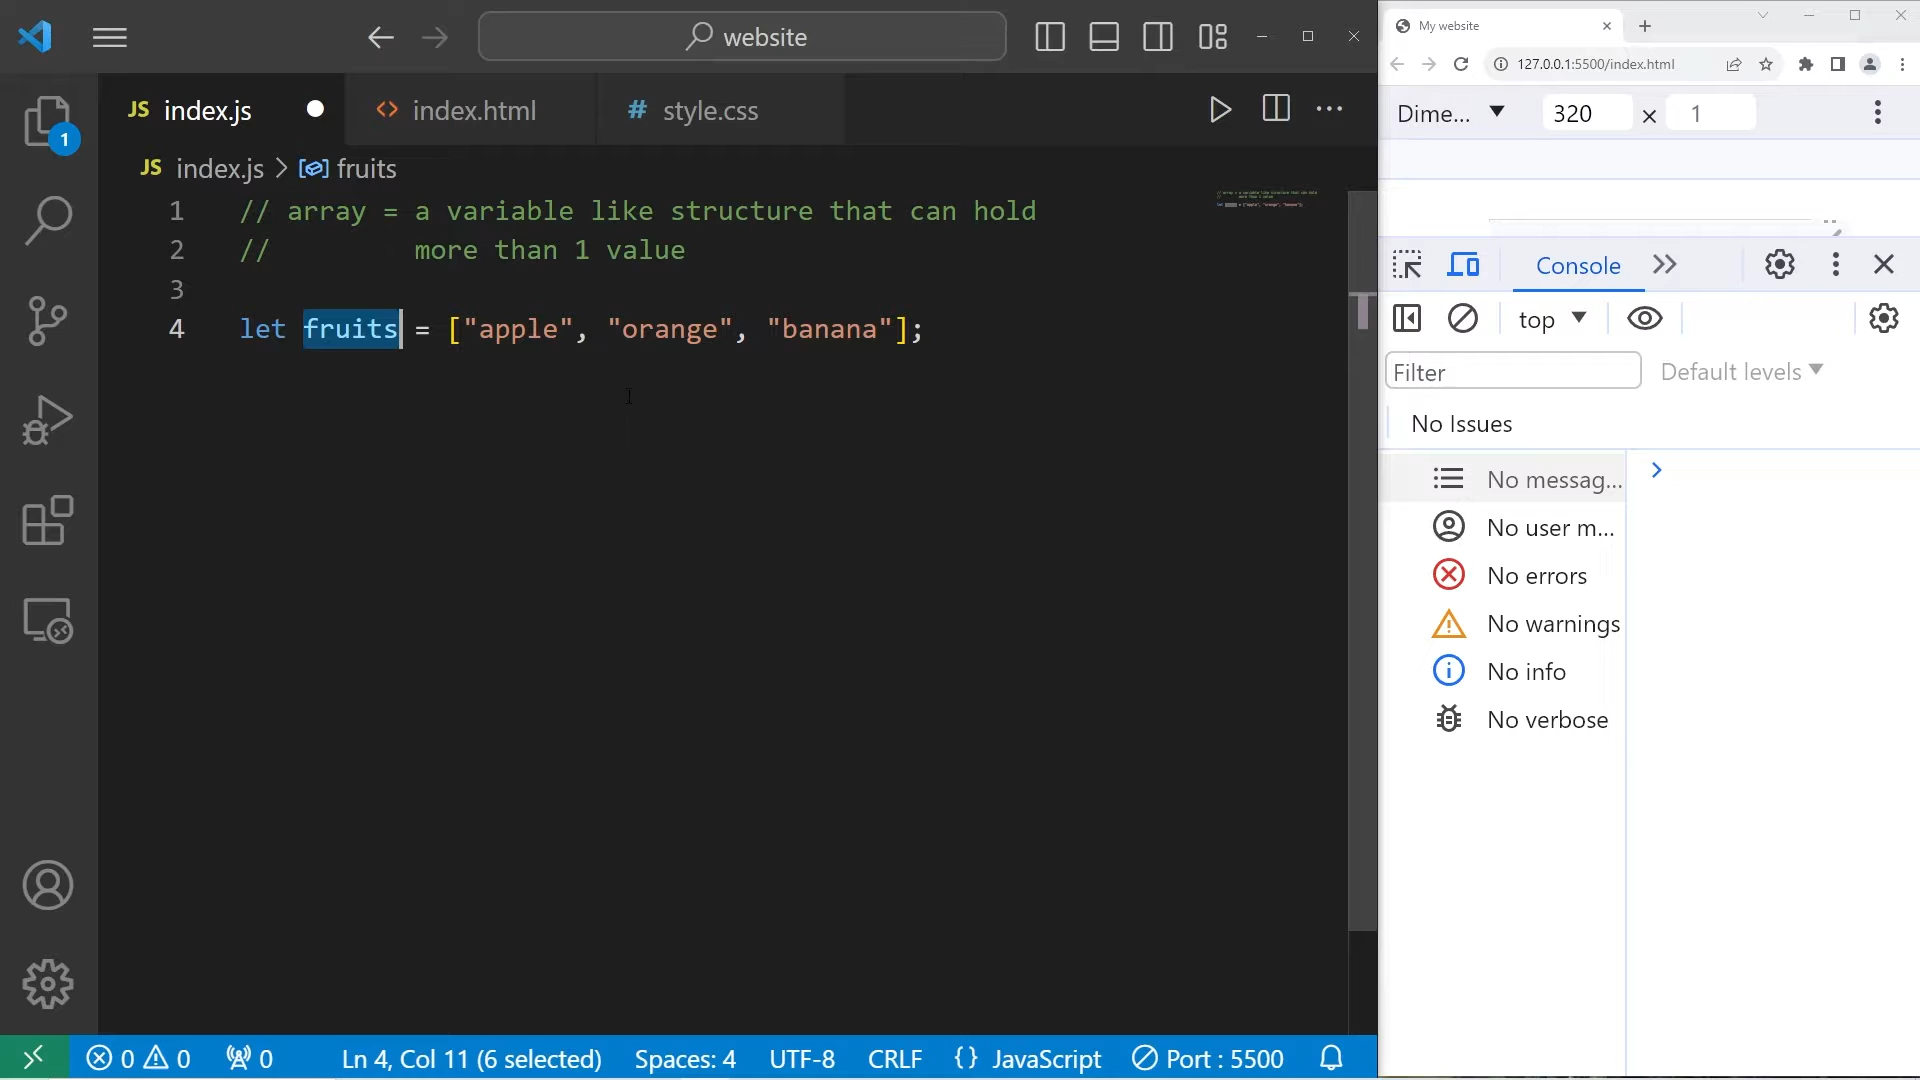 website
JS index.js
<> index.html
# style.css
JS index.js > fruits
1 // array = a variable like structure that can hold
2 // more than 1 value
3
4 let fruits = ["apple", "orange", "banana"];
1
0 0 0 Ln 4, Col 11 (6 selected) Spaces: 4 UTF-8 CRLF {} JavaScript Port : 5500
My website
127.0.0.1:5500/index.html
Dime... 320 × 1
Console
top
Filter Default levels
No Issues
No messag...
No user m...
No errors
No warnings
No info
No verbose